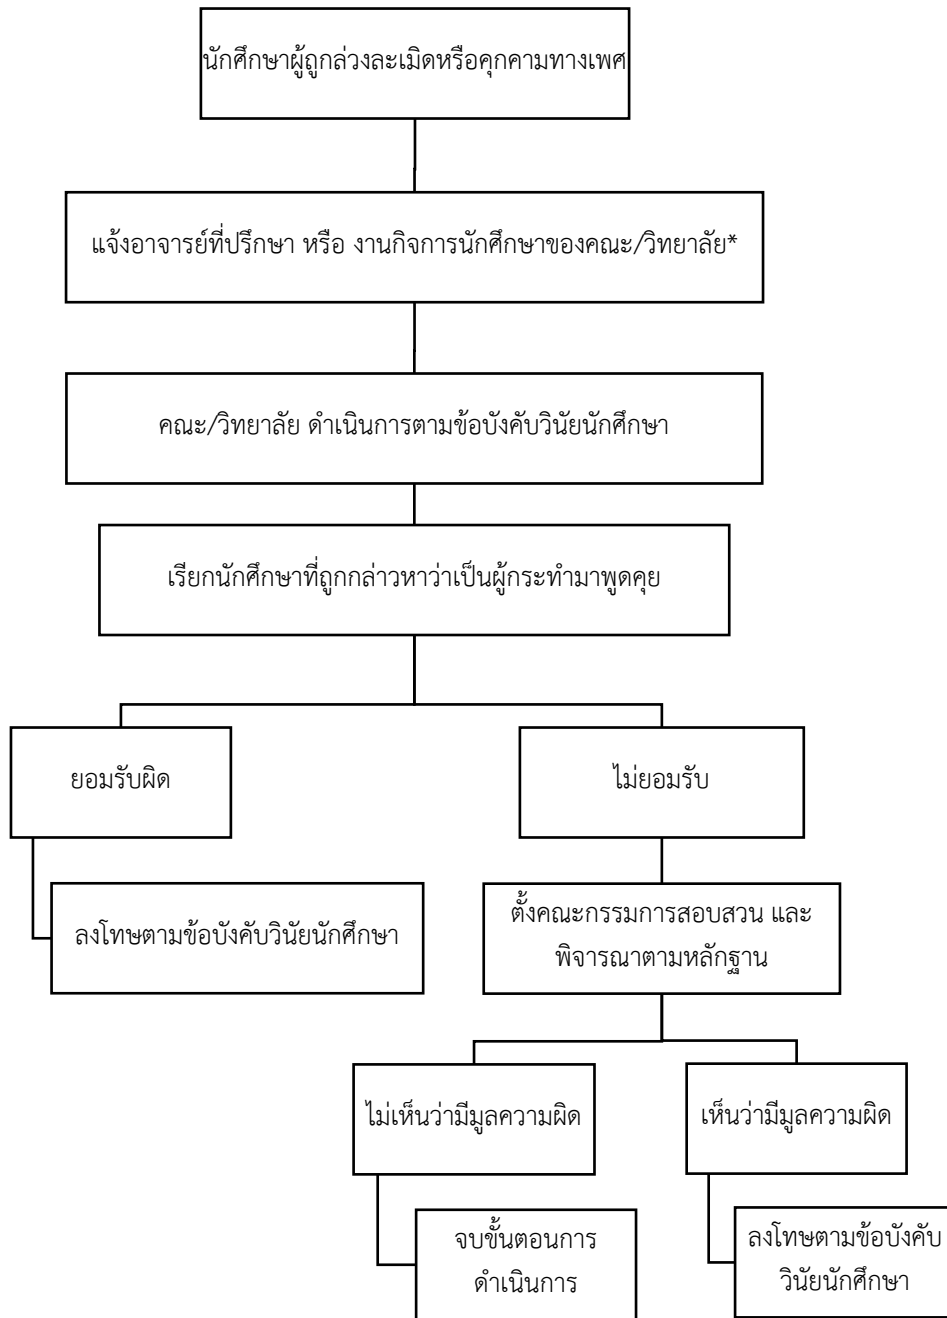 นักศึกษาผู้ถูกล่วงละเมิดหรือคุกคามทางเพศ
แจ้งอาจารย์ที่ปรึกษา หรือ งานกิจการนักศึกษาของคณะ/วิทยาลัย*
คณะ/วิทยาลัย ดำเนินการตามข้อบังคับวินัยนักศึกษา
เรียกนักศึกษาที่ถูกกล่าวหาว่าเป็นผู้กระทำมาพูดคุย
ยอมรับผิด
ไม่ยอมรับ
ลงโทษตามข้อบังคับวินัยนักศึกษา
ตั้งคณะกรรมการสอบสวน และ
พิจารณาตามหลักฐาน
ไม่เห็นว่ามีมูลความผิด
เห็นว่ามีมูลความผิด
จบขั้นตอนการ
ดำเนินการ
ลงโทษตามข้อบังคับ
วินัยนักศึกษา